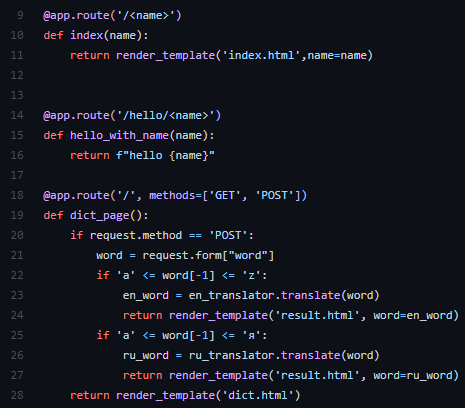 9 @app.route('/<name>')
10 def index(name):
11     return render_template('index.html',name=name)
12
13
14 @app.route('/hello/<name>')
15 def hello_with_name(name):
16     return f"hello {name}"
17
18 @app.route('/', methods=['GET', 'POST'])
19 def dict_page():
20     if request.method == 'POST':
21         word = request.form["word"]
22         if 'a' <= word[-1] <= 'z':
23             en_word = en_translator.translate(word)
24             return render_template('result.html', word=en_word)
25         if 'а' <= word[-1] <= 'я':
26             ru_word = ru_translator.translate(word)
27             return render_template('result.html', word=ru_word)
28     return render_template('dict.html')